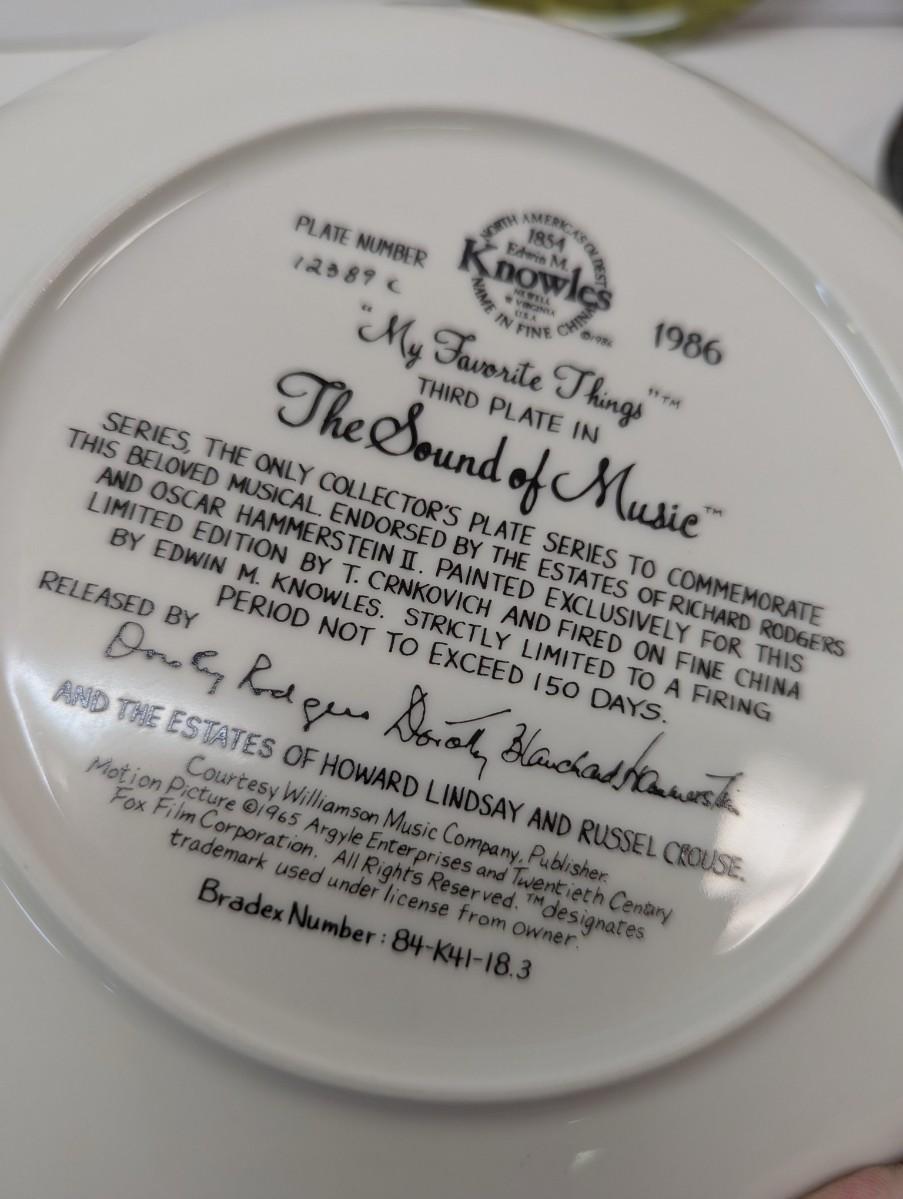 PLATE NUMBER
12389 C
NORTH AMERICA'S OLDEST
1854
Edwin M.
Knowles
NEWELL
W VIRGINIA
U.S.A.
NAME IN FINE CHINA
©1986
1986
"My Favorite Things"™
THIRD PLATE IN
The Sound of Music™
SERIES, THE ONLY COLLECTOR'S PLATE SERIES TO COMMEMORATE
THIS BELOVED MUSICAL. ENDORSED BY THE ESTATES OF RICHARD RODGERS
AND OSCAR HAMMERSTEIN II. PAINTED EXCLUSIVELY FOR THIS
LIMITED EDITION BY T. CRNKOVICH AND FIRED ON FINE CHINA
BY EDWIN M. KNOWLES. STRICTLY LIMITED TO A FIRING
PERIOD NOT TO EXCEED 150 DAYS.
RELEASED BY
Dorothy Rodgers Dorothy Blanchard Hammerstein
AND THE ESTATES OF HOWARD LINDSAY AND RUSSEL CROUSE.
Courtesy Williamson Music Company, Publisher.
Motion Picture ©1965 Argyle Enterprises and Twentieth Century
Fox Film Corporation. All Rights Reserved. ™ designates
trademark used under license from owner.
Bradex Number: 84-K41-18.3